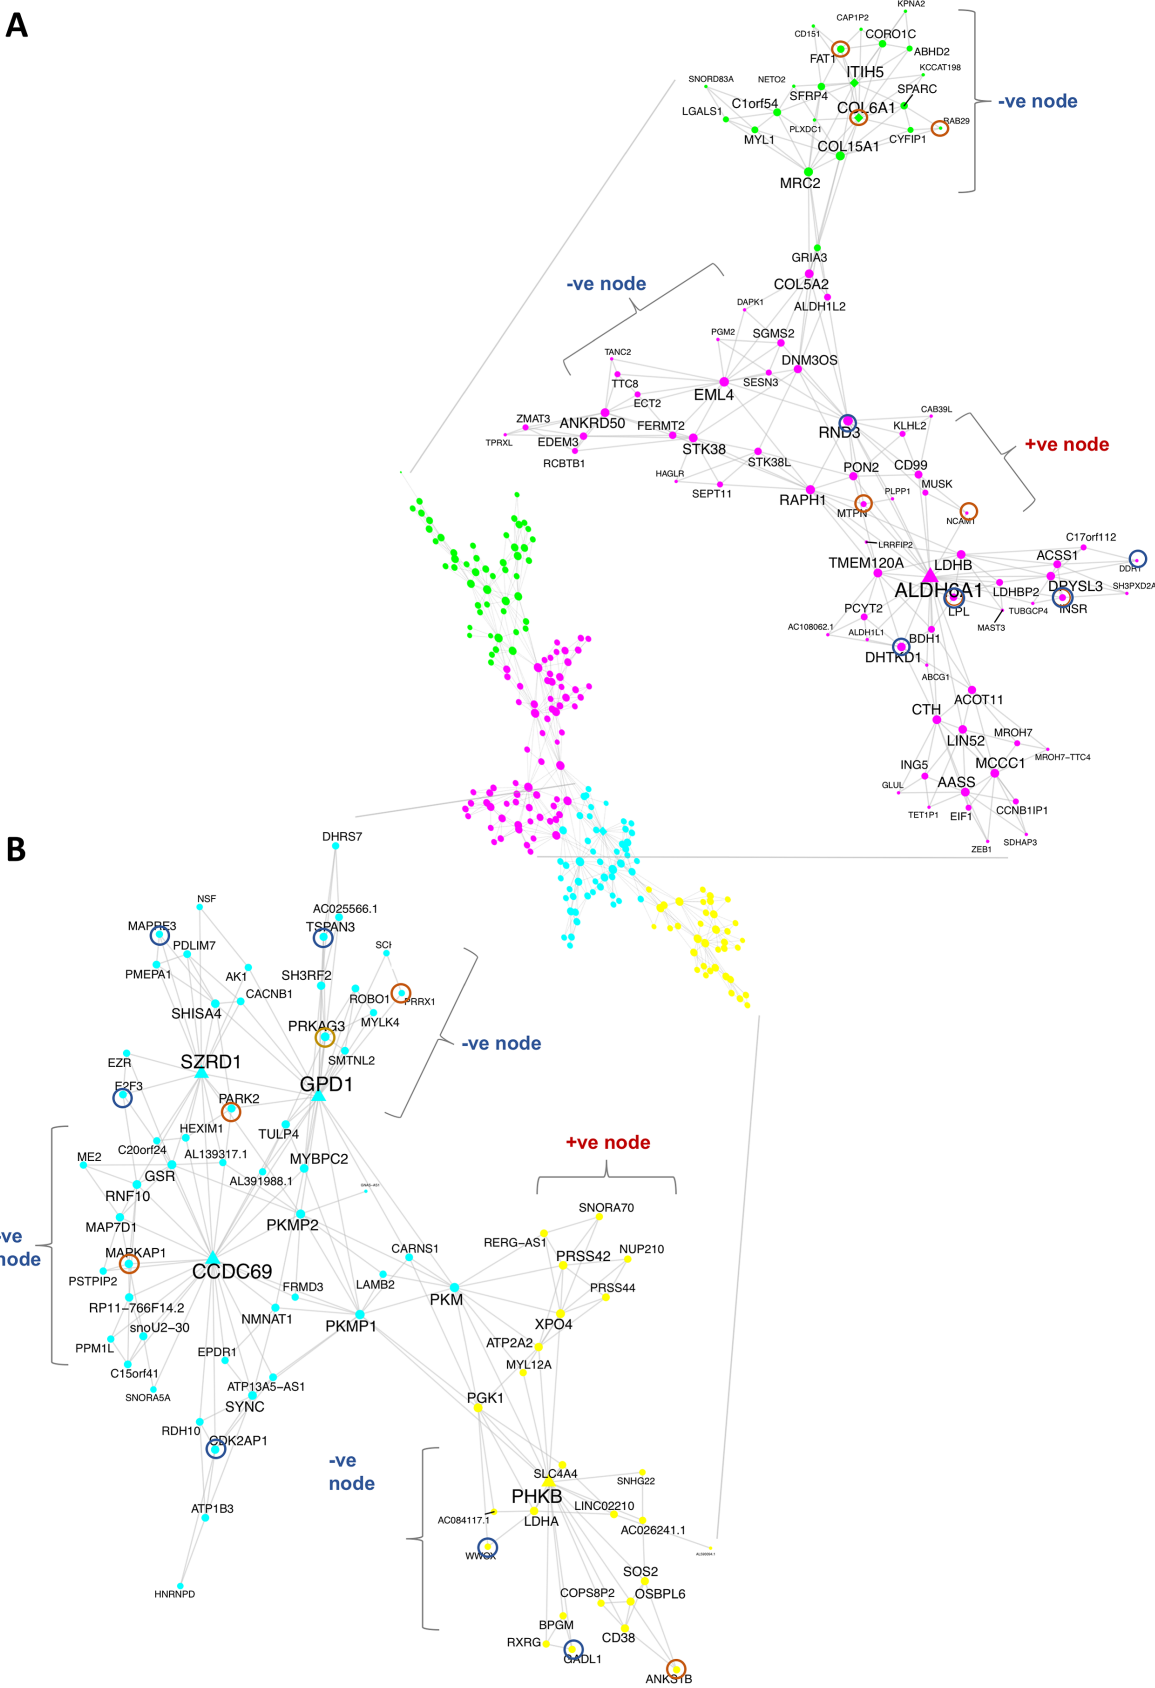 A
KPNA2
CAP1P2
CD151
CORO1C
FAT1
ABHD2
ITIH5
KCCAT198
SNORD83A
NETO2
SFRP4
SPARC
-ve node
C1orf54
COL6A1
LGALS1
PLXDC1
RAB29
MYL1
CYFIP1
COL15A1
MRC2
GRIA3
-ve node
COL5A2
DAPK1
ALDH1L2
PGM2
SGMS2
TANC2
DNM3OS
TTC8
SESN3
EML4
ECT2
CAB39L
ZMAT3
ANKRD50
FERMT2
RND3
KLHL2
+ve node
TPRXL
EDEM3
STK38
RCBTB1
STK38L
PON2
CD99
HAGLR
MUSK
SEPT11
RAPH1
PLPP1
MTPN
NCAM1
LRRFIP2
C17orf112
TMEM120A
LDHB
ACSS1
DDR1
ALDH6A1
LDHBP2
DPYSL3
SH3PXD2A
PCYT2
LPL
TUBGCP4
INSR
AC108062.1
ALDH1L1
BDH1
MAST3
DHTKD1
ABCG1
ACOT11
CTH
LIN52
MROH7
MROH7-TTC4
ING5
MCCC1
GLUL
AASS
TET1P1
EIF1
CCNB1IP1
ZEB1
SDHAP3
B
DHRS7
NSF
AC025566.1
MAPRE3
TSPAN3
PDLIM7
PMEPA1
AK1
SH3RF2
CACNB1
ROBO1
PRRX1
SHISA4
PRKAG3
MYLK4
-ve node
SZRD1
SMTNL2
EZR
GPD1
E2F3
PARK2
HEXIM1
TULP4
C20orf24
AL139317.1
ME2
GSR
MYBPC2
+ve node
AL391988.1
RNF10
SNORA70
MAP7D1
PKMP2
RERG-AS1
-ve
node
MAPKAP1
CARNS1
PRSS42
NUP210
PSTPIP2
CCDC69
LAMB2
FRMD3
PKM
PRSS44
RP11-766F14.2
NMNAT1
XPO4
snoU2-30
PKMP1
PPM1L
ATP2A2
EPDR1
MYL12A
C15orf41
ATP13A5-AS1
SNORA5A
SYNC
PGK1
RDH10
CDK2AP1
-ve
node
SLC4A4
SNHG22
PHKB
LINC02210
ATP1B3
AC084117.1
LDHA
AC026241.1
WWOX
SOS2
HNRNPD
COPS8P2
OSBPL6
BPGM
CD38
RXRG
GADL1
ANKS1B